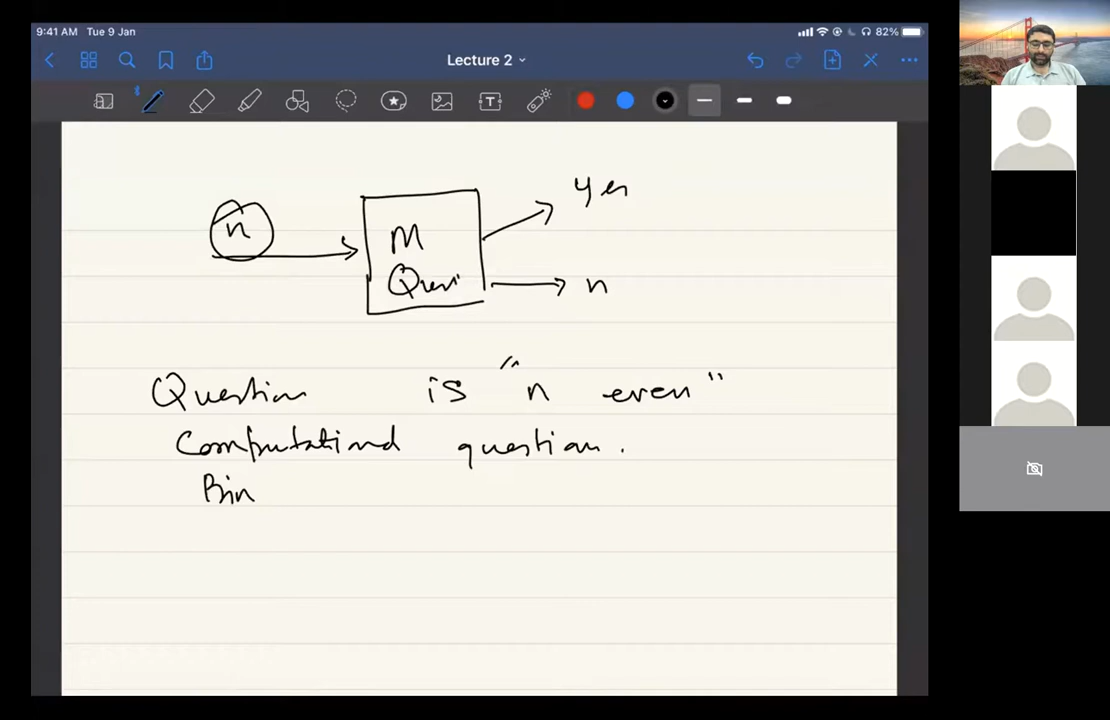 9:41 AM Tue 9 Jan
82%
Lecture 2
T
n
M
Ques
yes
n
Question is "n even"
Computational question.
Bin